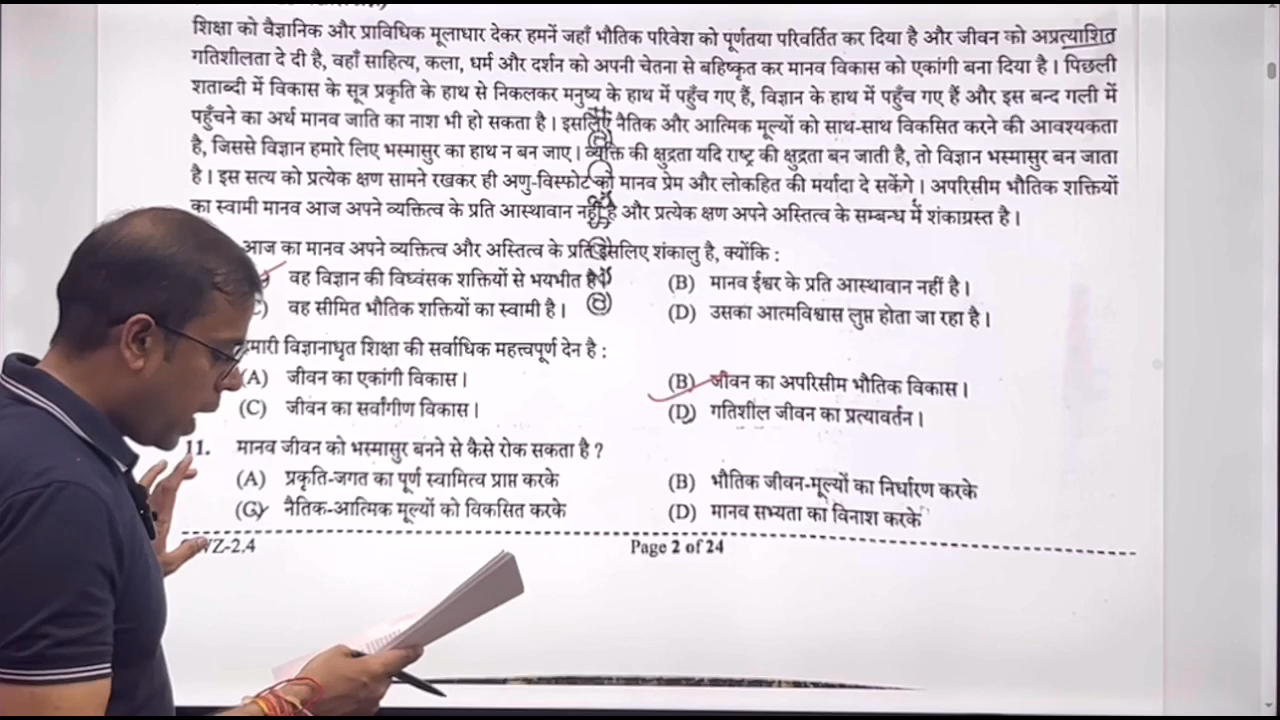 शिक्षा को वैज्ञानिक और प्राविधिक मूलाधार देकर हमनें जहाँ भौतिक परिवेश को पूर्णतया परिवर्तित कर दिया है और जीवन को अप्रत्याशित
गतिशीलता दे दी है, वहाँ साहित्य, कला, धर्म और दर्शन को अपनी चेतना से बहिष्कृत कर मानव विकास को एकांगी बना दिया है । पिछली
शताब्दी में विकास के सूत्र प्रकृति के हाथ से निकलकर मनुष्य के हाथ में पहुँच गए हैं, विज्ञान के हाथ में पहुँच गए हैं और इस बन्द गली में
पहुँचने का अर्थ मानव जाति का नाश भी हो सकता है । इसलिए नैतिक और आत्मिक मूल्यों को साथ-साथ विकसित करने की आवश्यकता
है, जिससे विज्ञान हमारे लिए भस्मासुर का हाथ न बन जाए । व्यक्ति की क्षुद्रता यदि राष्ट्र की क्षुद्रता बन जाती है, तो विज्ञान भस्मासुर बन जाता
है । इस सत्य को प्रत्येक क्षण सामने रखकर ही अणु-विस्फोट को मानव प्रेम और लोकहित की मर्यादा दे सकेंगे । अपरिसीम भौतिक शक्तियों
का स्वामी मानव आज अपने व्यक्तित्व के प्रति आस्थावान नहीं है और प्रत्येक क्षण अपने अस्तित्व के सम्बन्ध में शंकाग्रस्त है ।
आज का मानव अपने व्यक्तित्व और अस्तित्व के प्रति इसलिए शंकालु है, क्योंकि :
वह विज्ञान की विध्वंसक शक्तियों से भयभीत है । (B) मानव ईश्वर के प्रति आस्थावान नहीं है ।
वह सीमित भौतिक शक्तियों का स्वामी है । (D) उसका आत्मविश्वास लुप्त होता जा रहा है ।
विज्ञानाधृत शिक्षा की सर्वाधिक महत्त्वपूर्ण देन है :
(A) जीवन का एकांगी विकास । (B) जीवन का अपरिसीम भौतिक विकास ।
(C) जीवन का सर्वांगीण विकास । (D) गतिशील जीवन का प्रत्यावर्तन ।
11. मानव जीवन को भस्मासुर बनने से कैसे रोक सकता है ?
(A) प्रकृति-जगत का पूर्ण स्वामित्व प्राप्त करके (B) भौतिक जीवन-मूल्यों का निर्धारण करके
(C) नैतिक-आत्मिक मूल्यों को विकसित करके (D) मानव सभ्यता का विनाश करके
WZ-2.4 Page 2 of 24